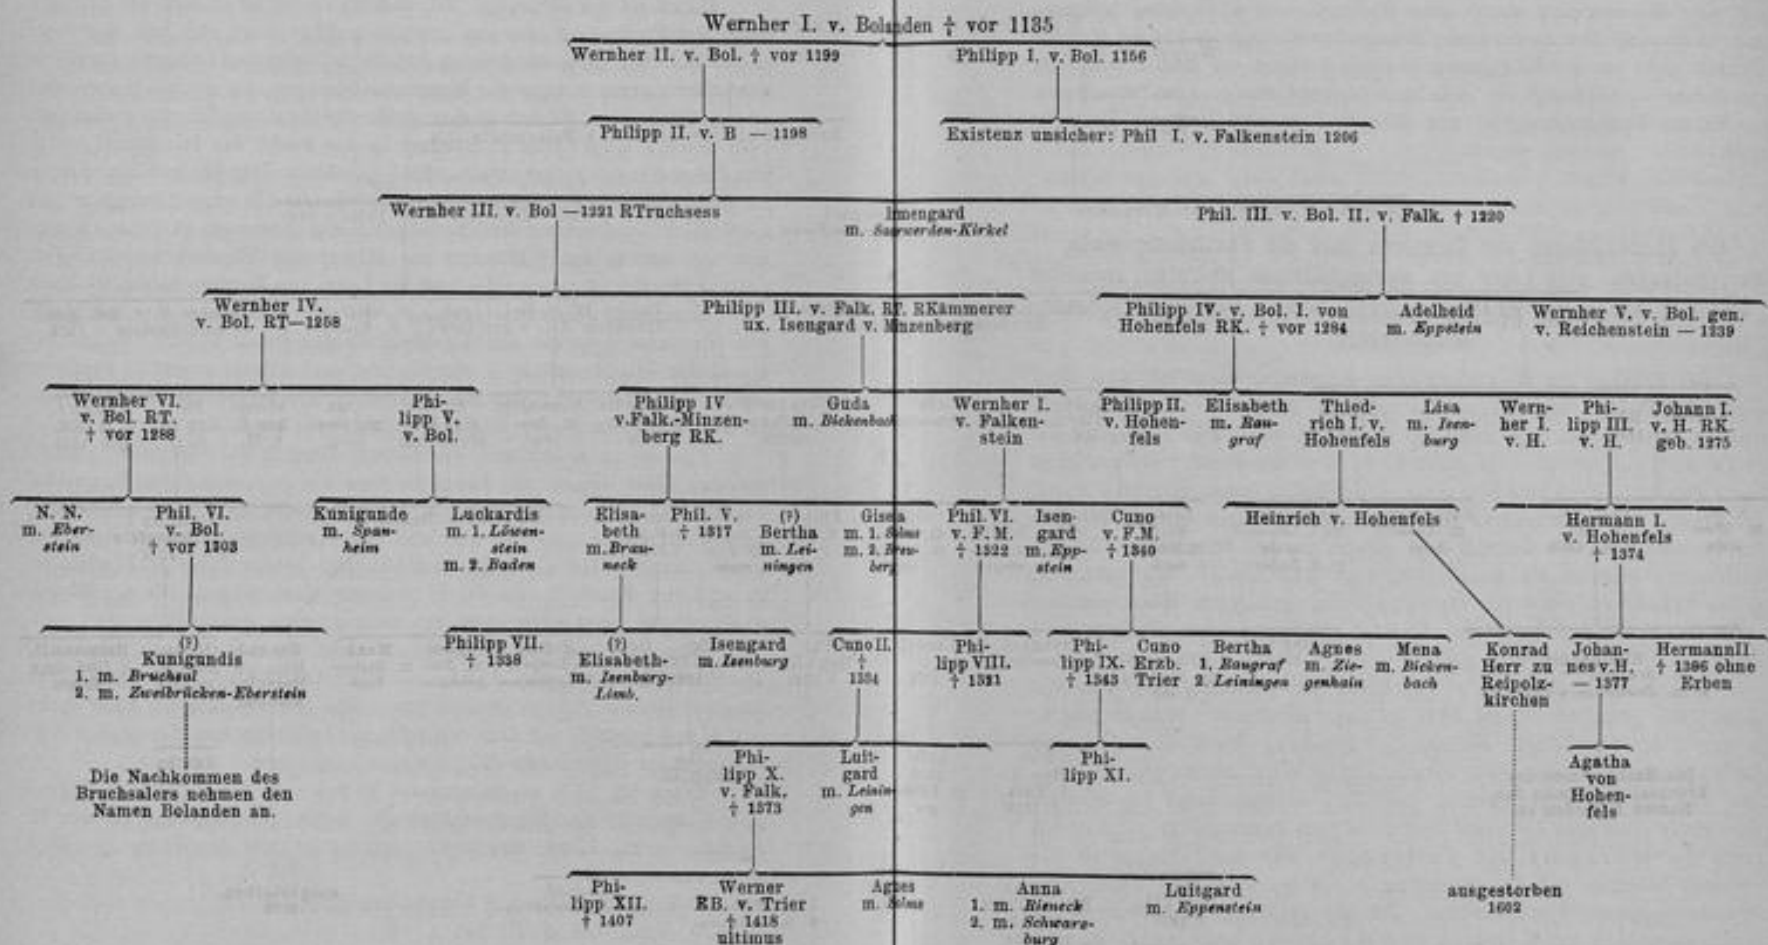 Wernher I. v. Bolanden ⚰ vor 1135
Wernher II. v. Bol. † vor 1199
Philipp I. v. Bol. 1156
Philipp II. v. B — 1198
Existenz unsicher: Phil I. v. Falkenstein 1206
Wernher III. v. Bol —1221 RTruchsess
Irmengard
m. Saarwerden-Kirkel
Phil. III. v. Bol. II. v. Falk. † 1220
Wernher IV.
v. Bol. RT—1258
Philipp III. v. Falk. RT. RKämmerer
ux. Isengard v. Minzenberg
Philipp IV. v. Bol. I. von
Hohenfels RK. † vor 1284
Adelheid
m. Eppstein
Wernher V. v. Bol. gen.
v. Reichenstein — 1239
Wernher VI.
v. Bol. RT.
† vor 1288
Phi-
lipp V.
v. Bol.
Philipp IV
v.Falk.-Minzen-
berg RK.
Guda
m. Bickenbach
Wernher I.
v. Falken-
stein
Philipp II.
v. Hohen-
fels
Elisabeth
m. Rau-
graf
Thied-
rich I. v.
Hohenfels
Lisa
m. Isen-
burg
Wern-
her I.
v. H.
Phi-
lipp III.
v. H.
Johann I.
v. H. RK.
geb. 1275
N. N.
m. Eber-
stein
Phil. VI.
v. Bol.
† vor 1303
Kunigunde
m. Span-
heim
Luckardis
m. 1. Löwen-
stein
m. 2. Baden
Elisa-
beth
m. Brau-
neck
Phil. V.
† 1317
(?)
Bertha
m. Lei-
ningen
Gisela
m. 1. Solms
m. 2. Breu-
berg
Phil. VI.
v. F. M.
† 1322
Isen-
gard
m. Epp-
stein
Cuno
v. F.M.
† 1340
Heinrich v. Hohenfels
Hermann I.
v. Hohenfels
† 1374
(?)
Kunigundis
1. m. Bruchsal
2. m. Zweibrücken-Eberstein
Philipp VII.
† 1338
(?)
Elisabeth-
m. Isenburg-
Limb.
Isengard
m. Isenburg
Cuno II.
†
1334
Phi-
lipp VIII.
† 1321
Phi-
lipp IX.
† 1343
Cuno
Erzb.
Trier
Bertha
1. Raugraf
2. Leiningen
Agnes
m. Zie-
genhain
Mena
m. Bicken-
bach
Konrad
Herr zu
Reipolz-
kirchen
Johan-
nes v.H.
— 1377
Hermann II.
† 1396 ohne
Erben
Die Nachkommen des
Bruchsalers nehmen den
Namen Bolanden an.
Phi-
lipp X.
v. Falk.
† 1373
Luit-
gard
m. Leinin-
gen
Phi-
lipp XI.
Agatha
von
Hohen-
fels
Phi-
lipp XII.
† 1407
Werner
EB. v. Trier
† 1418
ultimus
Agnes
m. Solms
Anna
1. m. Rieneck
2. m. Schwarz-
burg
Luitgard
m. Eppenstein
ausgestorben
1602